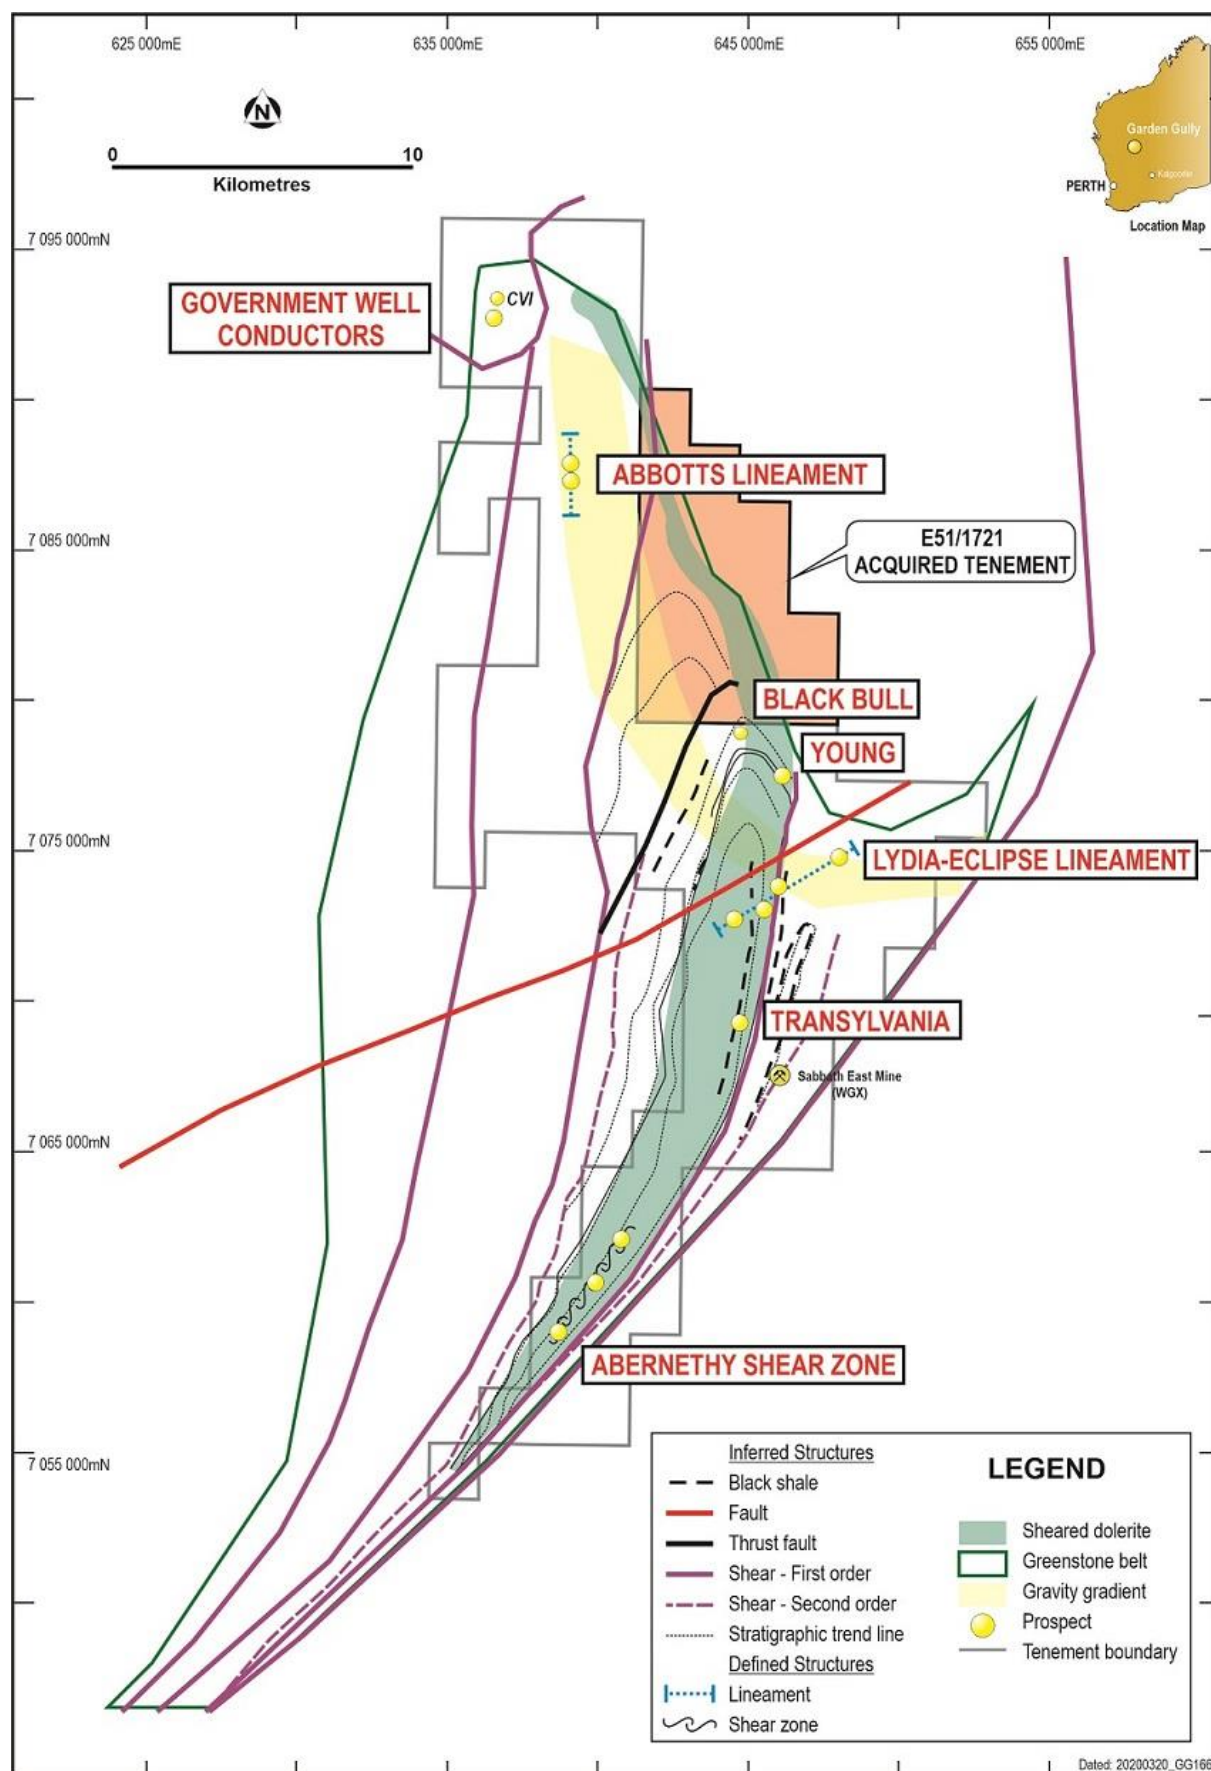 625 000mE
635 000mE
645 000mE
655 000mE
N
0
10
Kilometres
Garden Gully
Kalgoorlie
PERTH
Location Map
7 095 000mN
GOVERNMENT WELL
CONDUCTORS
CVI
ABBOTTS LINEAMENT
7 085 000mN
E51/1721
ACQUIRED TENEMENT
BLACK BULL
YOUNG
7 075 000mN
LYDIA-ECLIPSE LINEAMENT
TRANSYLVANIA
Sabbath East Mine
(WGX)
7 065 000mN
ABERNETHY SHEAR ZONE
7 055 000mN
LEGEND
Inferred Structures
Black shale
Fault
Thrust fault
Shear - First order
Shear - Second order
Stratigraphic trend line
Defined Structures
Lineament
Shear zone
Sheared dolerite
Greenstone belt
Gravity gradient
Prospect
Tenement boundary
Dated: 20200320_GG166